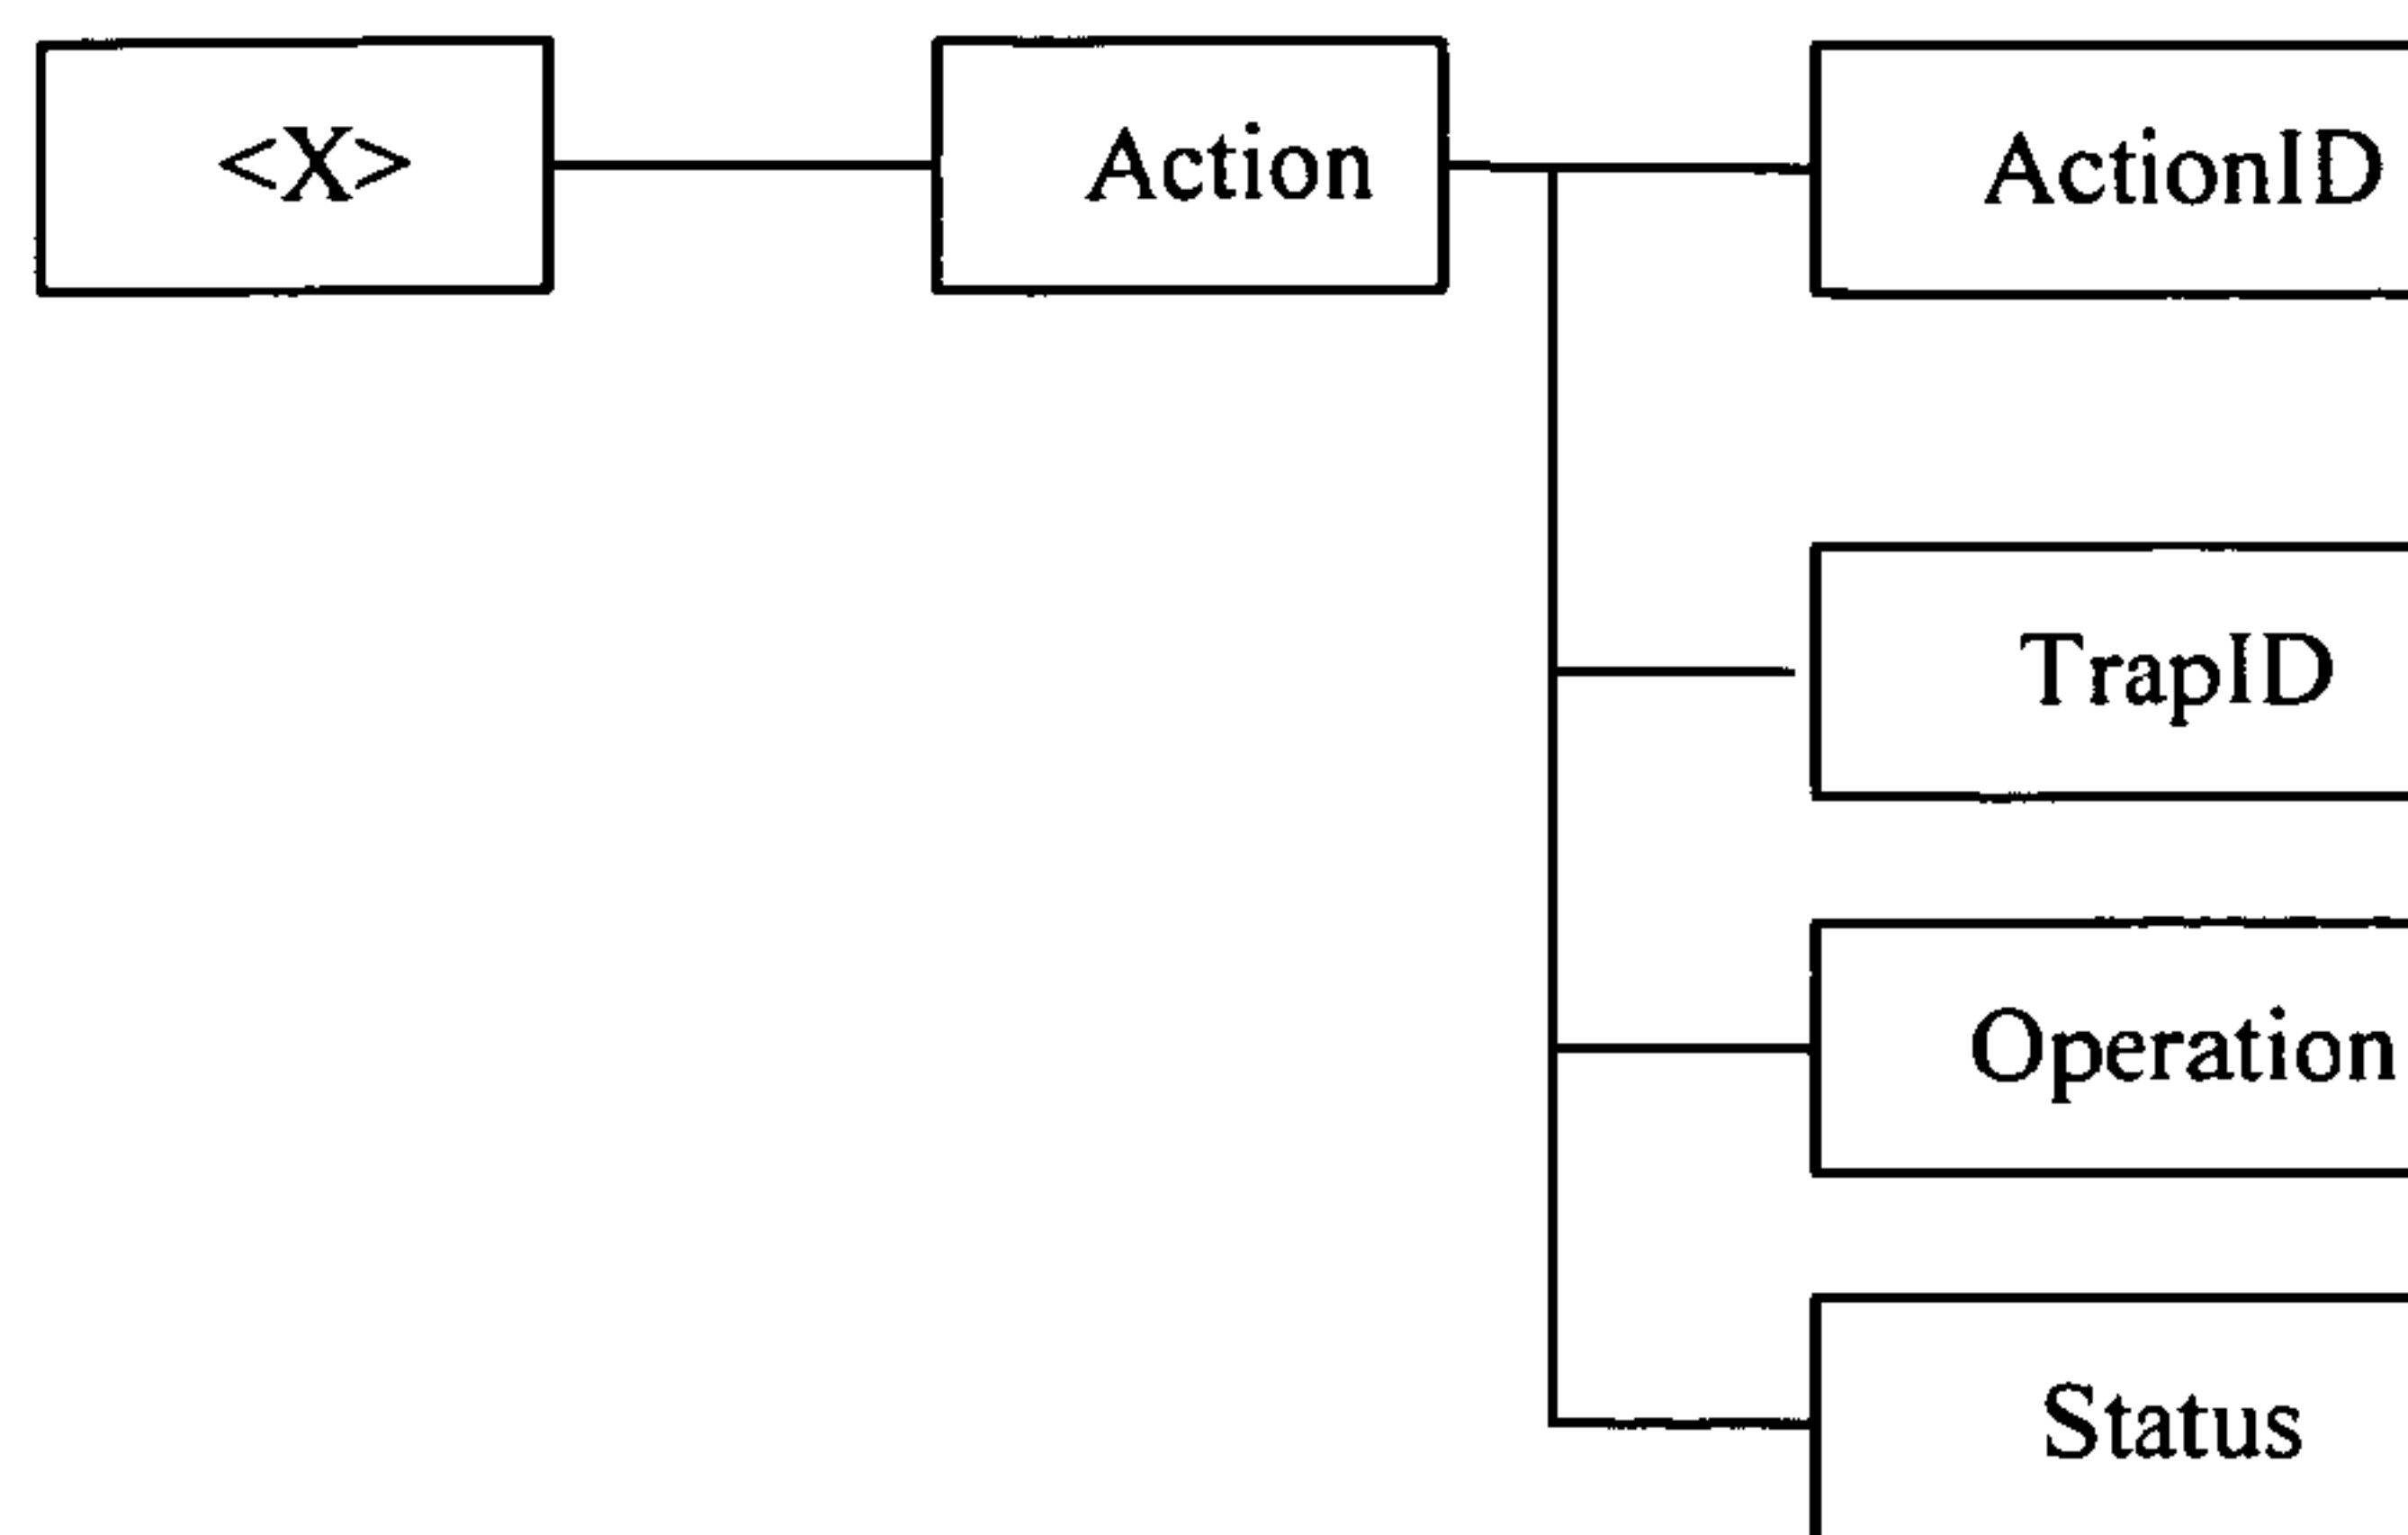 <X>
Action
ActionID
TrapID
Operation
Status